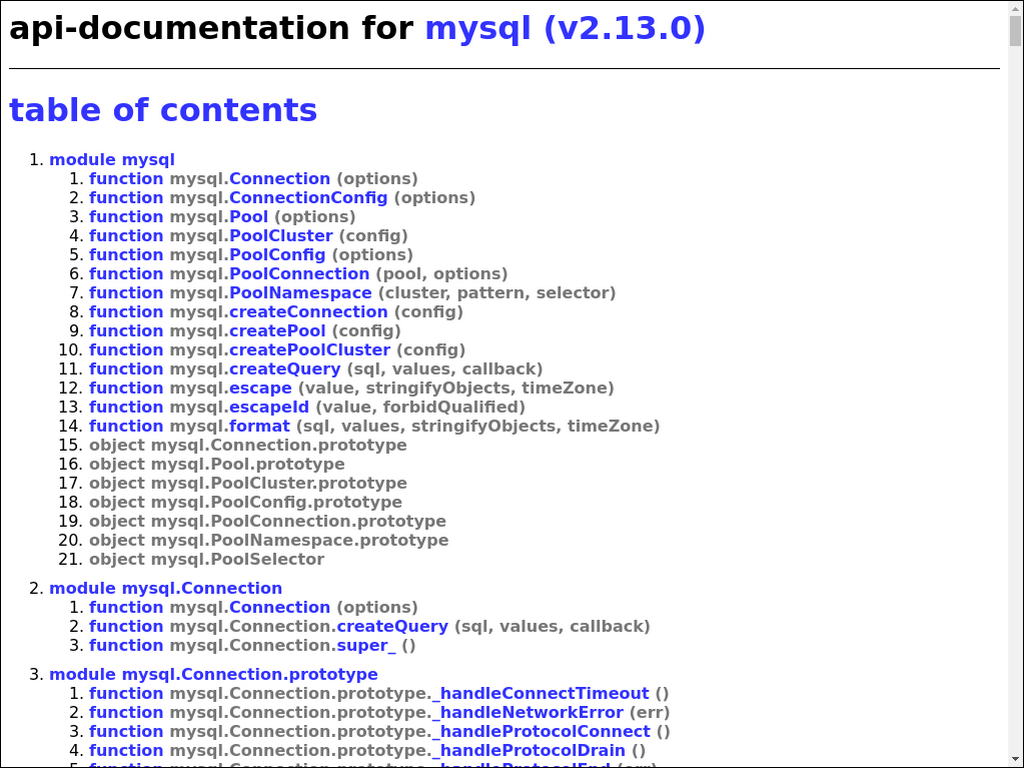 api-documentation for mysql (v2.13.0)
table of contents
1. module mysql
1. function mysql.Connection (options)
2. function mysql.ConnectionConfig (options)
3. function mysql.Pool (options)
4. function mysql.PoolCluster (config)
5. function mysql.PoolConfig (options)
6. function mysql.PoolConnection (pool, options)
7. function mysql.PoolNamespace (cluster, pattern, selector)
8. function mysql.createConnection (config)
9. function mysql.createPool (config)
10. function mysql.createPoolCluster (config)
11. function mysql.createQuery (sql, values, callback)
12. function mysql.escape (value, stringifyObjects, timeZone)
13. function mysql.escapeId (value, forbidQualified)
14. function mysql.format (sql, values, stringifyObjects, timeZone)
15. object mysql.Connection.prototype
16. object mysql.Pool.prototype
17. object mysql.PoolCluster.prototype
18. object mysql.PoolConfig.prototype
19. object mysql.PoolConnection.prototype
20. object mysql.PoolNamespace.prototype
21. object mysql.PoolSelector
2. module mysql.Connection
1. function mysql.Connection (options)
2. function mysql.Connection.createQuery (sql, values, callback)
3. function mysql.Connection.super_ ()
3. module mysql.Connection.prototype
1. function mysql.Connection.prototype._handleConnectTimeout ()
2. function mysql.Connection.prototype._handleNetworkError (err)
3. function mysql.Connection.prototype._handleProtocolConnect ()
4. function mysql.Connection.prototype._handleProtocolDrain ()
5. function mysql.Connection.prototype._handleProtocolEnd (err)